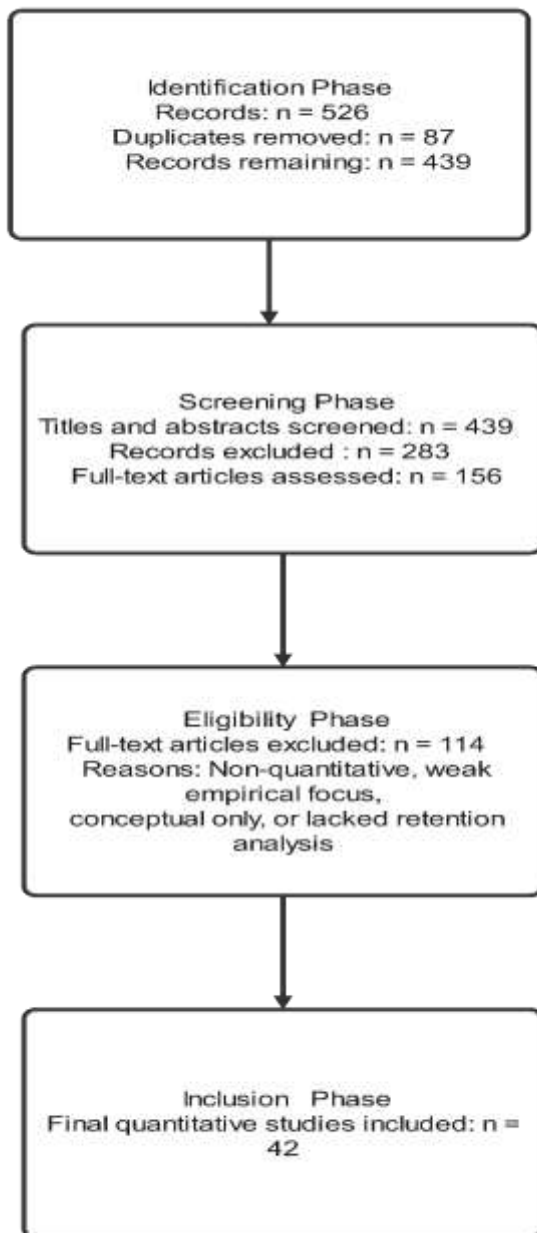 Identification Phase
Records: n = 526
Duplicates removed: n = 87
Records remaining: n = 439
Screening Phase
Titles and abstracts screened: n = 439
Records excluded : n = 283
Full-text articles assessed: n = 156
Eligibility Phase
Full-text articles excluded: n = 114
Reasons: Non-quantitative, weak
empirical focus,
conceptual only, or lacked retention
analysis
Inclusion Phase
Final quantitative studies included: n =
42